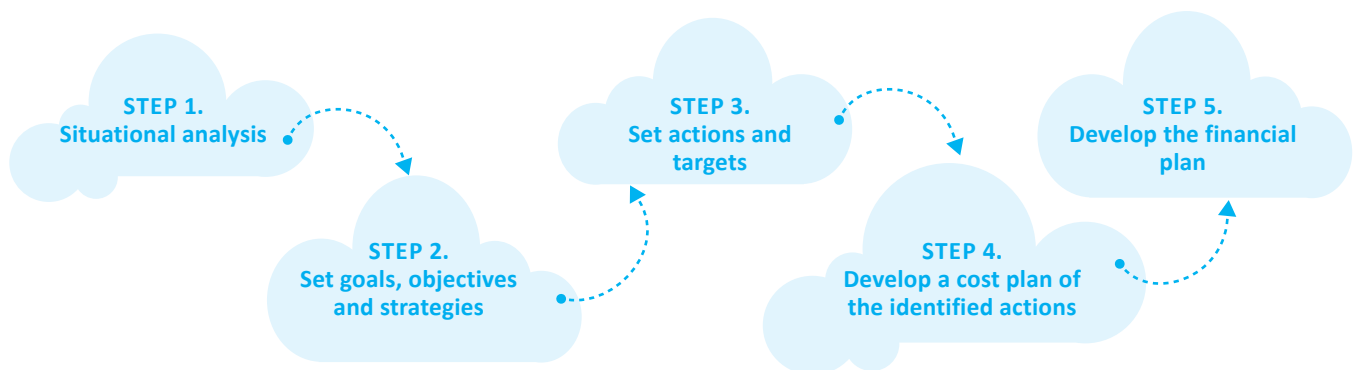 STEP 1.
Situational analysis
STEP 2.
Set goals, objectives
and strategies
STEP 3.
Set actions and
targets
STEP 4.
Develop a cost plan of
the identified actions
STEP 5.
Develop the financial
plan